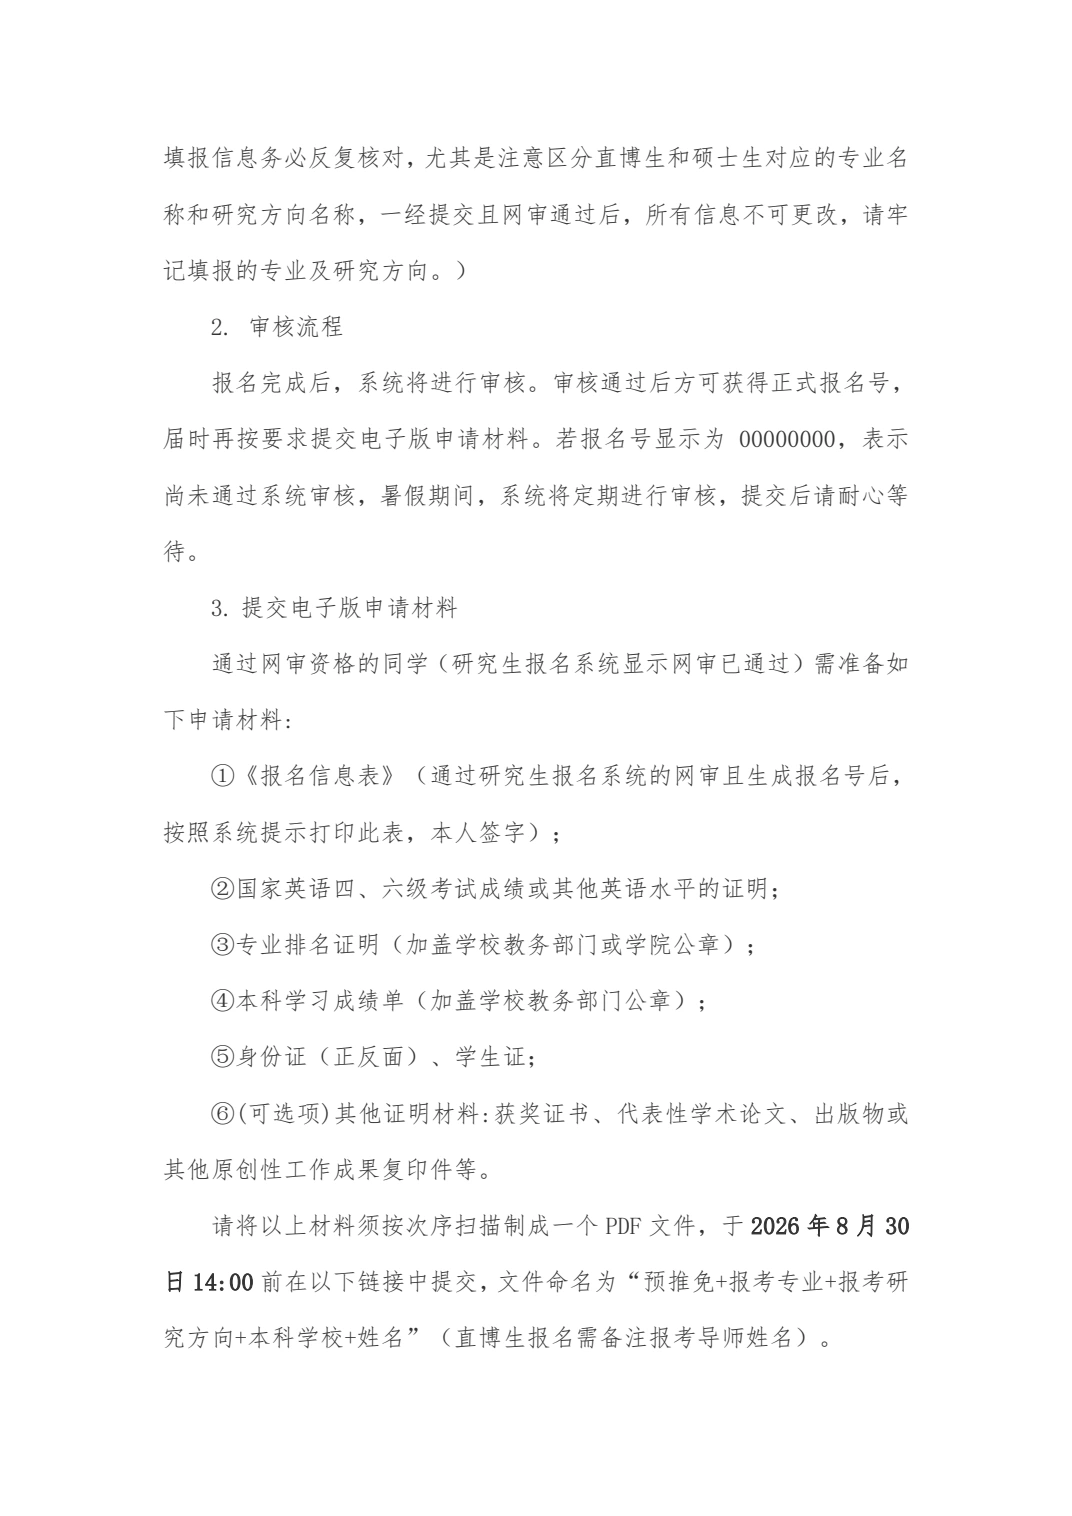 填报信息务必反复核对，尤其是注意区分直博生和硕士生对应的专业名
称和研究方向名称，一经提交且网审通过后，所有信息不可更改，请牢
记填报的专业及研究方向。）
2. 审核流程
报名完成后，系统将进行审核。审核通过后方可获得正式报名号，
届时再按要求提交电子版申请材料。若报名号显示为 00000000，表示
尚未通过系统审核，暑假期间，系统将定期进行审核，提交后请耐心等
待。
3. 提交电子版申请材料
通过网审资格的同学（研究生报名系统显示网审已通过）需准备如
下申请材料：
①《报名信息表》（通过研究生报名系统的网审且生成报名号后，
按照系统提示打印此表，本人签字）；
②国家英语四、六级考试成绩或其他英语水平的证明；
③专业排名证明（加盖学校教务部门或学院公章）；
④本科学习成绩单（加盖学校教务部门公章）；
⑤身份证（正反面）、学生证；
⑥(可选项)其他证明材料：获奖证书、代表性学术论文、出版物或
其他原创性工作成果复印件等。
请将以上材料须按次序扫描制成一个 PDF 文件，于 2026 年 8 月 30
日 14:00 前在以下链接中提交，文件命名为“预推免+报考专业+报考研
究方向+本科学校+姓名”（直博生报名需备注报考导师姓名）。